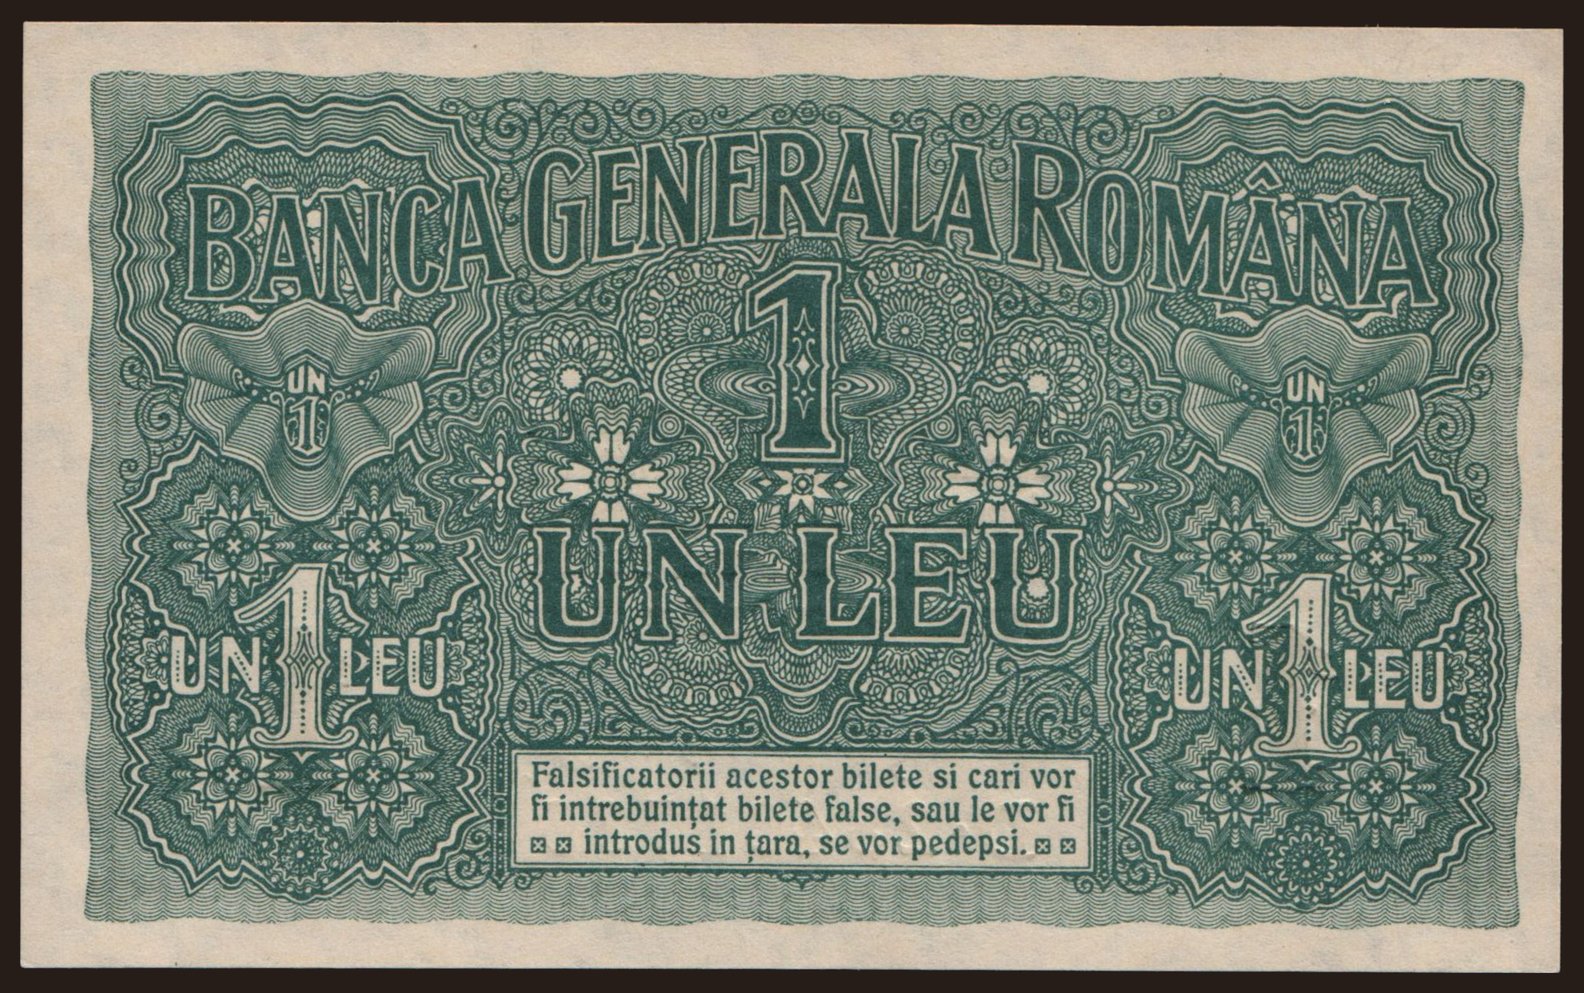 BANCA GENERALA ROMÂNA
1
UN
1
UN
1
UN LEU
UN 1 LEU
UN 1 LEU
Falsificatorii acestor bilete si cari vor
fi intrebuințat bilete false, sau le vor fi
introdus in țara, se vor pedepsi.